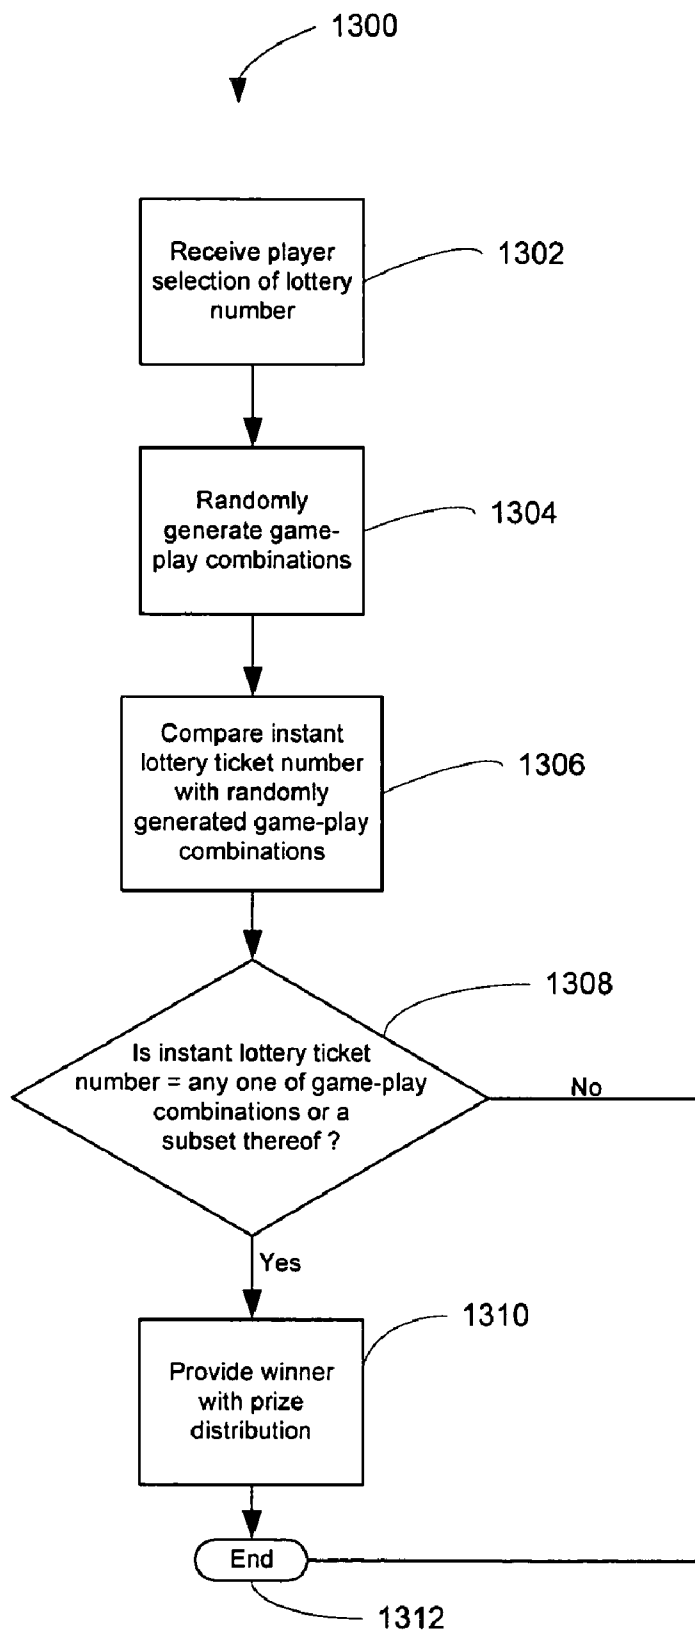 1300
Receive player
selection of lottery
number
1302
Randomly
generate game-
play combinations
1304
Compare instant
lottery ticket number
with randomly
generated game-play
combinations
1306
1308
Is instant lottery ticket
number = any one of game-play
combinations or a
subset thereof ?
No
Yes
1310
Provide winner
with prize
distribution
End
1312